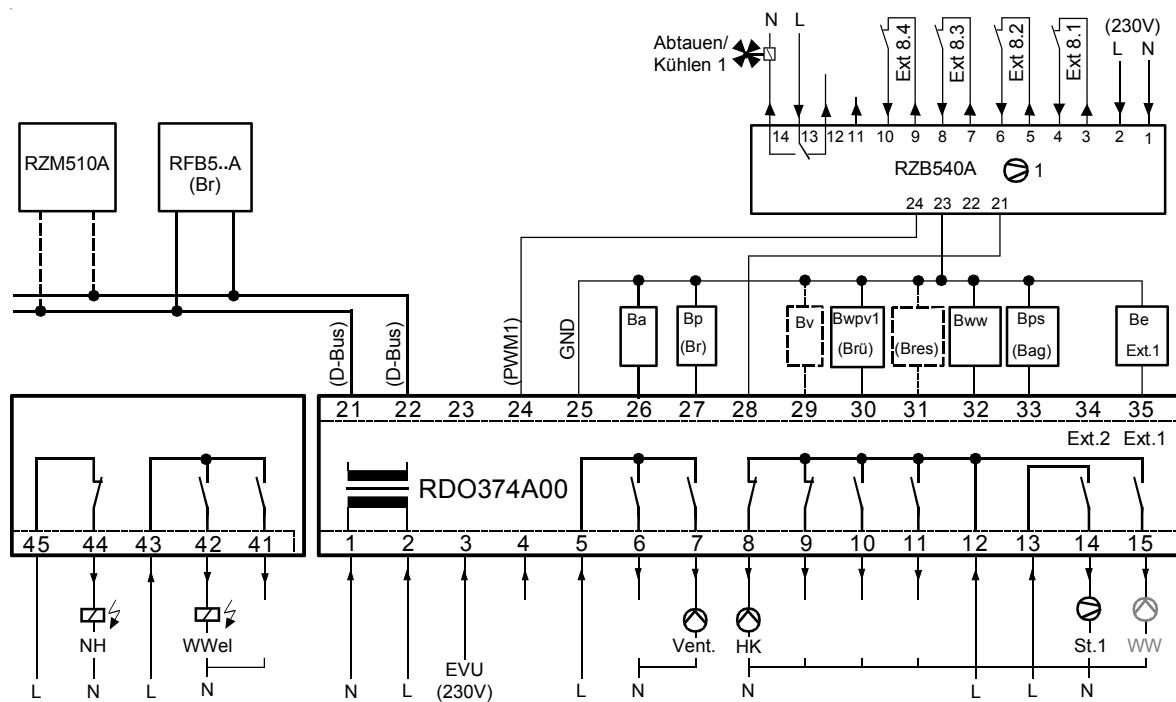 N L
Abtauen/
Kühlen 1
Ext 8.4
Ext 8.3
Ext 8.2
Ext 8.1
(230V)
L N
14 13 12 11 10 9 8 7 6 5 4 3 2 1
RZB540A 1
24 23 22 21
RZM510A
RFB5..A
(Br)
(D-Bus)
(D-Bus)
(PWM1)
GND
Ba
Bp
(Br)
Bv
Bwpv1
(Brü)
(Bres)
Bww
Bps
(Bag)
Be
Ext.1
21 22 23 24 25 26 27 28 29 30 31 32 33 34 35
Ext.2 Ext.1
RDO374A00
45 44 43 42 41
1 2 3 4 5 6 7 8 9 10 11 12 13 14 15
NH WWel Vent. HK St.1 WW
EVU
(230V)
L N L N N L L N N L L N